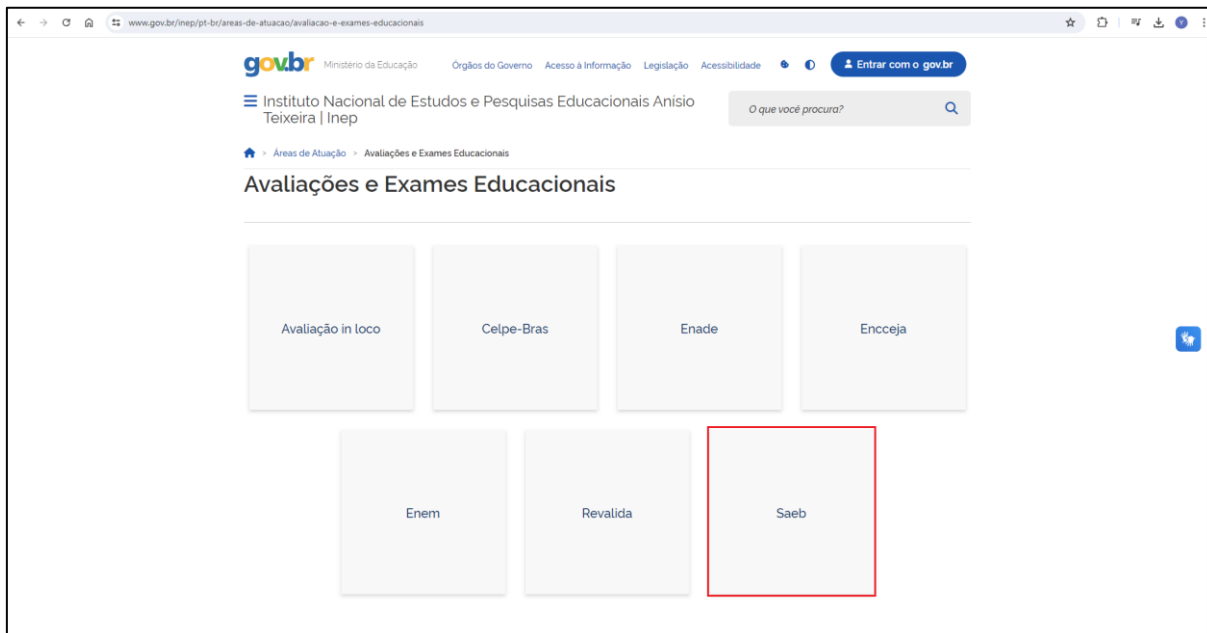 www.gov.br/inep/pt-br/areas-de-atuacao/avaliacao-e-exames-educacionais
gov.br Ministério da Educação Órgãos do Governo Acesso à Informação Legislação Acessibilidade Entrar com o gov.br
Instituto Nacional de Estudos e Pesquisas Educacionais Anísio
Teixeira | Inep
O que você procura?
> Áreas de Atuação > Avaliações e Exames Educacionais
Avaliações e Exames Educacionais
Avaliação in loco Celpe-Bras Enade Encceja
Enem Revalida Saeb